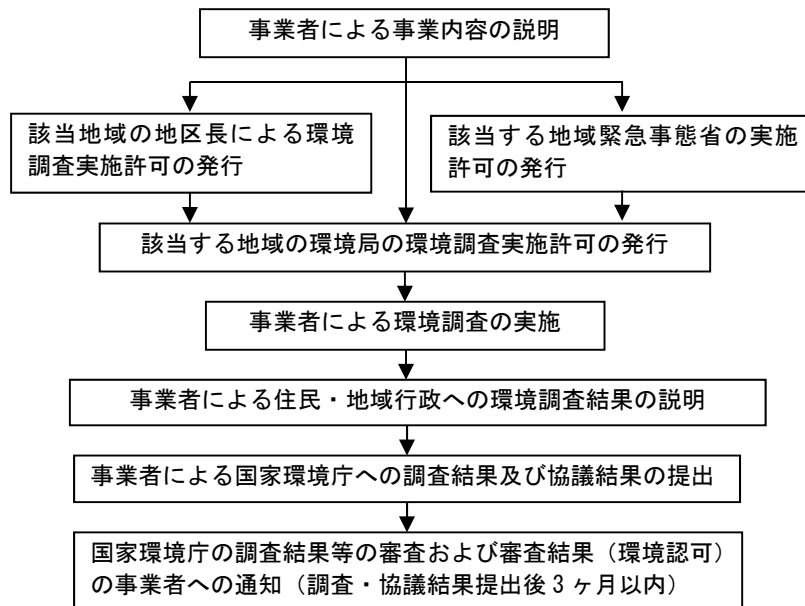 事業者による事業内容の説明
該当地域の地区長による環境
調査実施許可の発行
該当する地域緊急事態省の実施
許可の発行
該当する地域の環境局の環境調査実施許可の発行
事業者による環境調査の実施
事業者による住民・地域行政への環境調査結果の説明
事業者による国家環境庁への調査結果及び協議結果の提出
国家環境庁の調査結果等の審査および審査結果（環境認可）
の事業者への通知（調査・協議結果提出後 3 ヶ月以内）